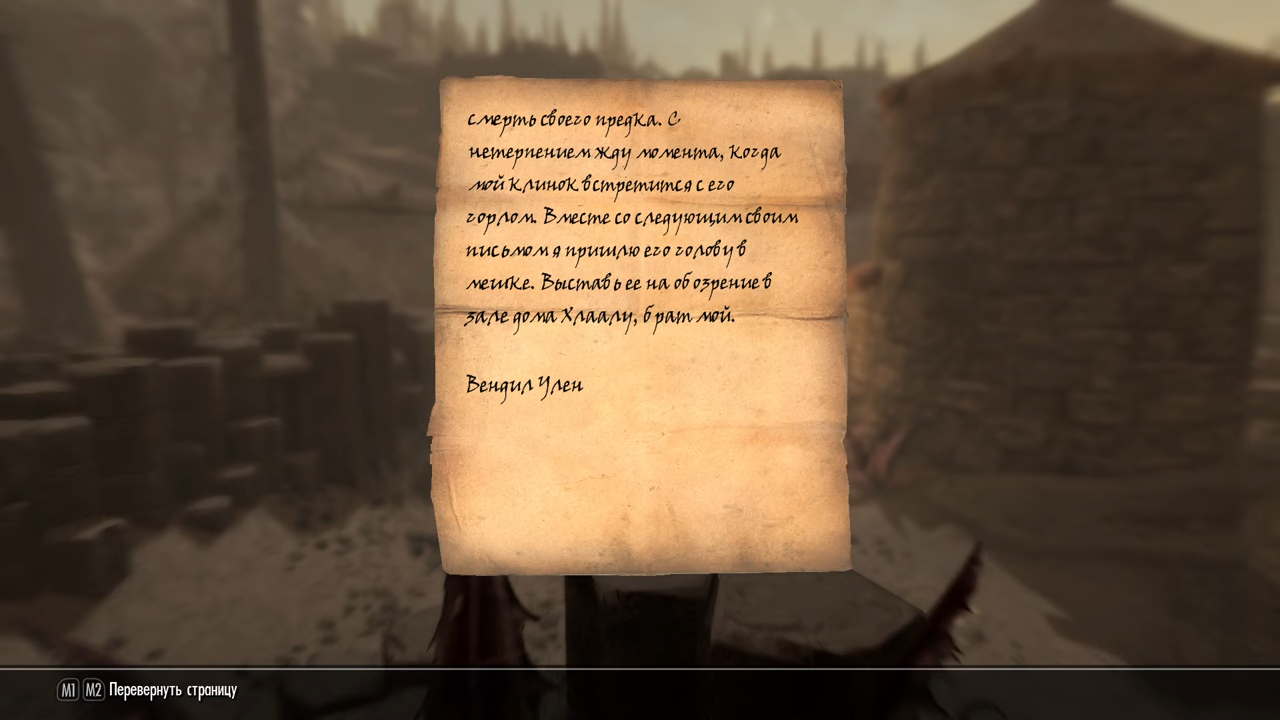 смерть своего предка. С
нетерпением жду момента, когда
мой клинок встретится с его
горлом. Вместе со следующим своим
письмом я пришлю его голову в
мешке. Выставь ее на обозрение в
зале дома Хлаалу, брат мой.
Вендил Улен
M1 M2 Перевернуть страницу